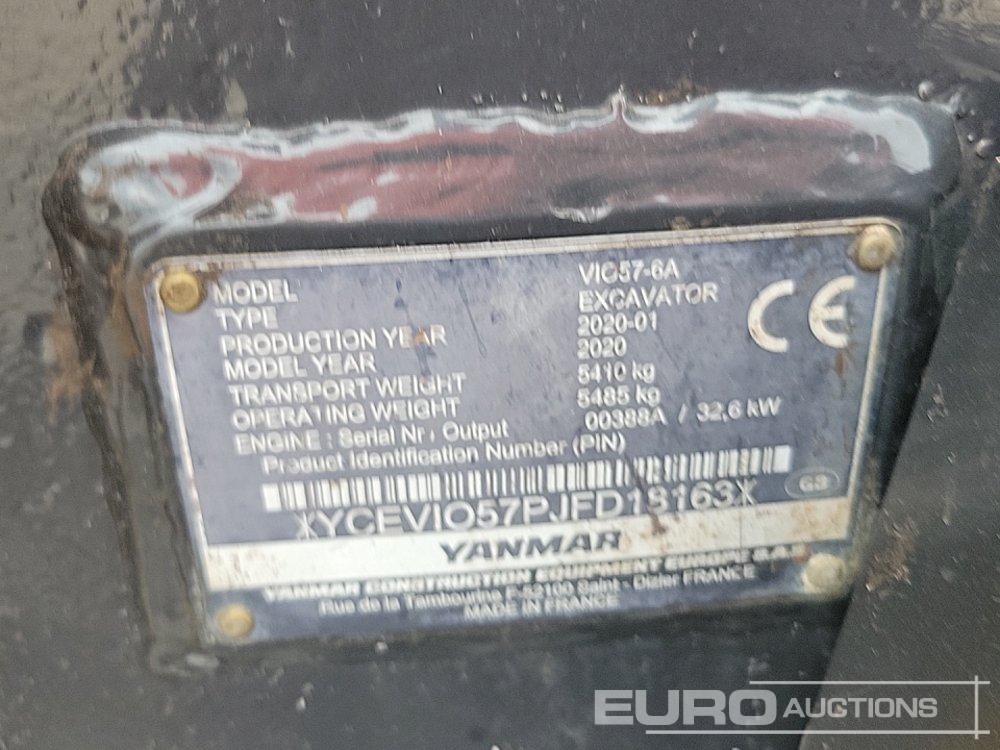 MODEL VIO57-6A
TYPE EXCAVATOR
PRODUCTION YEAR 2020-01
MODEL YEAR 2020
TRANSPORT WEIGHT 5410 kg
OPERATING WEIGHT 5485 kg
ENGINE : Serial Nr / Output 00388A / 32,6 kW
Product Identification Number (PIN)
CE
XYCEVIO57PJFD18163X
GB
YANMAR
YANMAR CONSTRUCTION EQUIPMENT EUROPE S.A.S
Rue de la Tambourine F-52100 Saint - Dizier FRANCE
MADE IN FRANCE
EURO AUCTIONS